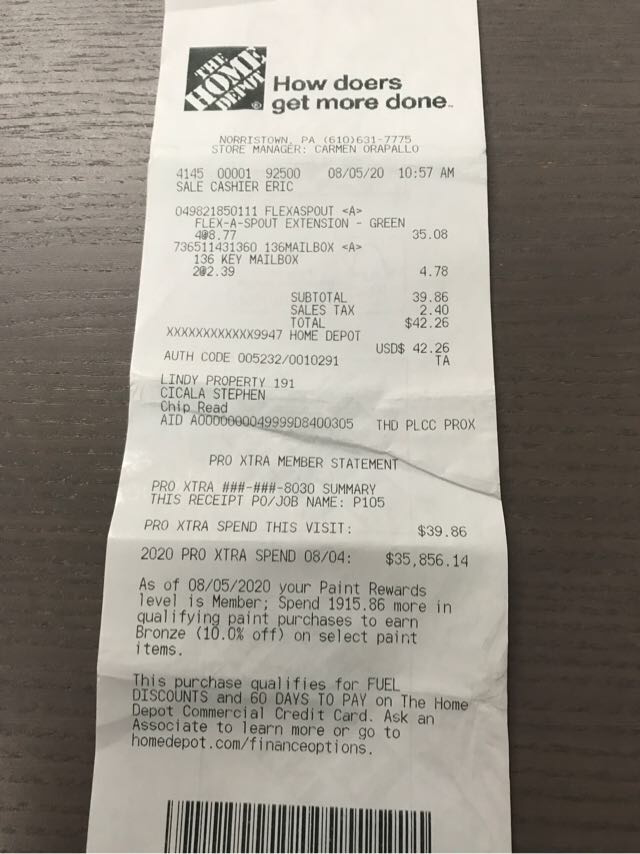 THE
HOME
DEPOT
How doers
get more done™
NORRISTOWN, PA (610)631-7775
STORE MANAGER: CARMEN ORAPALLO
4145 00001 92500 08/05/20 10:57 AM
SALE CASHIER ERIC
049821850111 FLEXASPOUT <A>
FLEX-A-SPOUT EXTENSION - GREEN
4@8.77 35.08
736511431360 136MAILBOX <A>
136 KEY MAILBOX
2@2.39 4.78
SUBTOTAL 39.86
SALES TAX 2.40
TOTAL $42.26
XXXXXXXXXXXX9947 HOME DEPOT
USD$ 42.26
AUTH CODE 005232/0010291 TA
LINDY PROPERTY 191
CICALA STEPHEN
Chip Read
AID A0000000049999D8400305 THD PLCC PROX
PRO XTRA MEMBER STATEMENT
PRO XTRA ###-###-8030 SUMMARY
THIS RECEIPT PO/JOB NAME: P105
PRO XTRA SPEND THIS VISIT: $39.86
2020 PRO XTRA SPEND 08/04: $35,856.14
As of 08/05/2020 your Paint Rewards
level is Member; Spend 1915.86 more in
qualifying paint purchases to earn
Bronze (10.0% off) on select paint
items.
This purchase qualifies for FUEL
DISCOUNTS and 60 DAYS TO PAY on The Home
Depot Commercial Credit Card. Ask an
Associate to learn more or go to
homedepot.com/financeoptions.